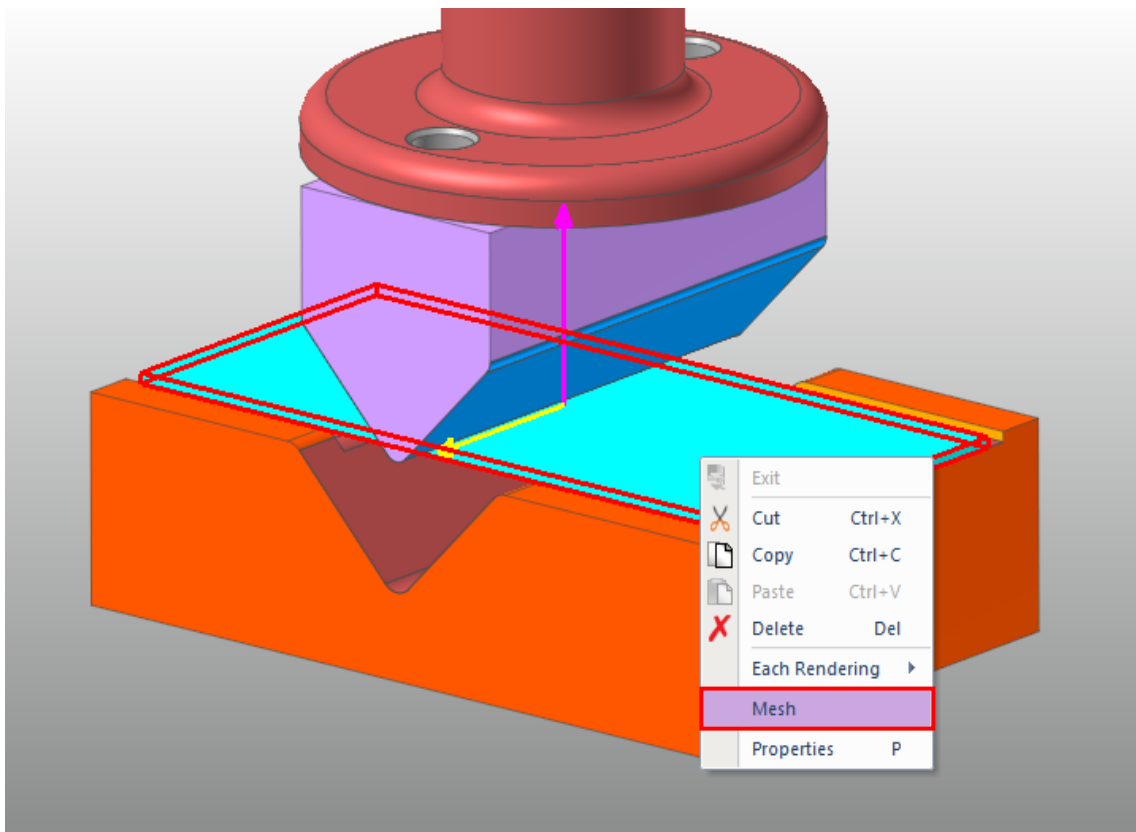 Exit
Cut Ctrl+X
Copy Ctrl+C
Paste Ctrl+V
Delete Del
Each Rendering
Mesh
Properties P